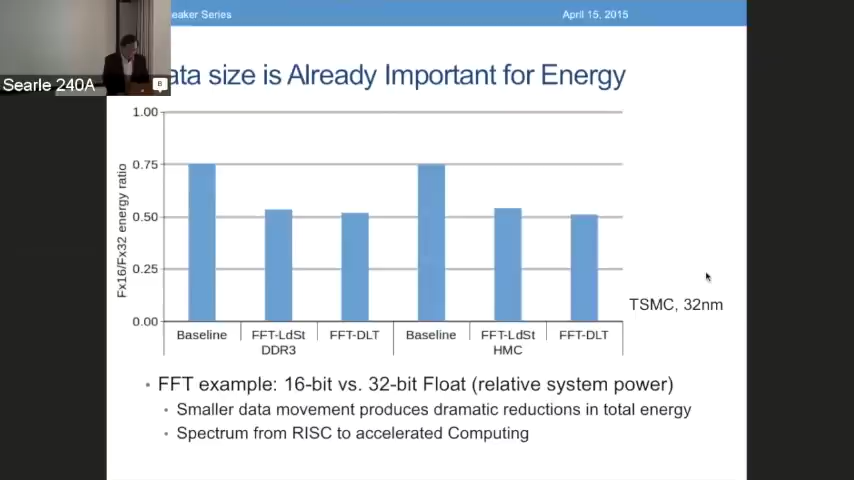 eaker Series
April 15, 2015
Searle 240A
ata size is Already Important for Energy
Fx16/Fx32 energy ratio
1.00
0.75
0.50
0.25
0.00
Baseline
FFT-LdSt
FFT-DLT
Baseline
FFT-LdSt
FFT-DLT
DDR3
HMC
TSMC, 32nm
• FFT example: 16-bit vs. 32-bit Float (relative system power)
• Smaller data movement produces dramatic reductions in total energy
• Spectrum from RISC to accelerated Computing